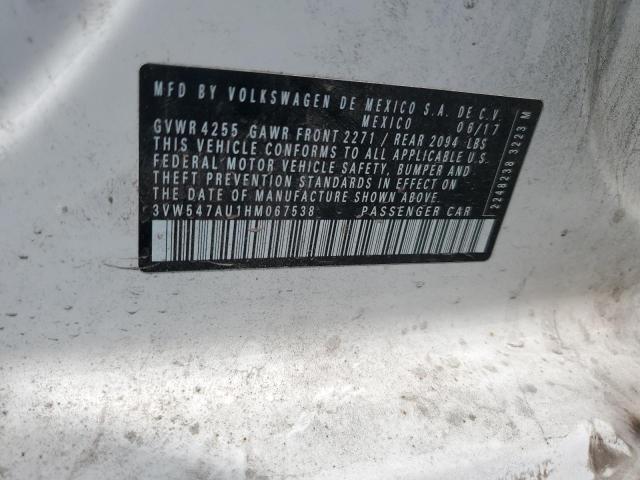 MFD BY VOLKSWAGEN DE MEXICO S.A. DE C.V.
MEXICO 06/17
GVWR 4255 GAWR FRONT 2271 / REAR 2094 LBS
THIS VEHICLE CONFORMS TO ALL APPLICABLE U.S.
FEDERAL MOTOR VEHICLE SAFETY, BUMPER AND
THEFT PREVENTION STANDARDS IN EFFECT ON
THE DATE OF MANUFACTURE SHOWN ABOVE
3VW547AU1HM067538 PASSENGER CAR
2248238 3223 M